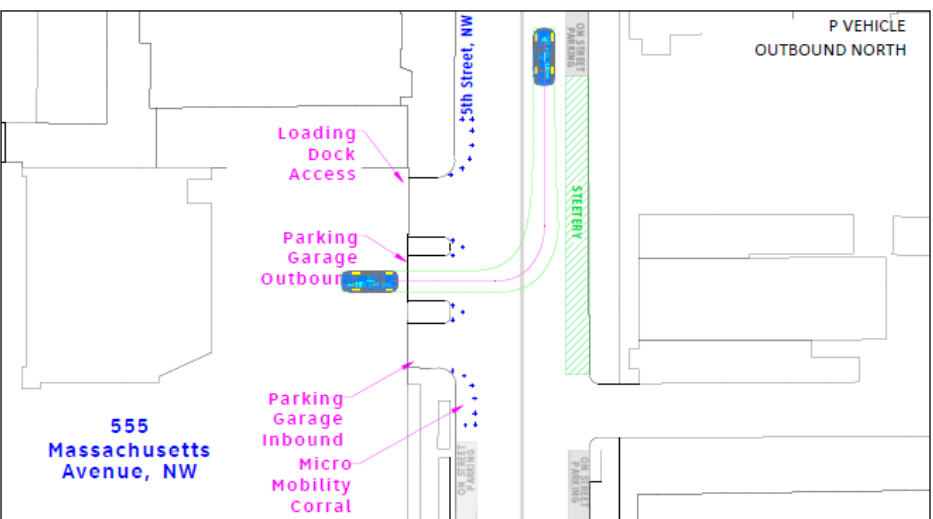 P VEHICLE
OUTBOUND NORTH
ON STREET
PARKING
5th Street, NW
Loading
Dock
Access
STEETERY
Parking
Garage
Outboun
Parking
Garage
Inbound
555
Massachusetts
Avenue, NW
Micro
Mobility
Corral
ON STREET
PARKING
ON STREET
PARKING